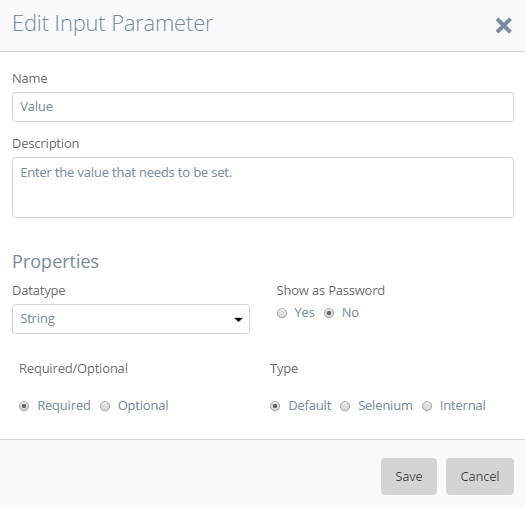 Edit Input Parameter
Name
Value
Description
Enter the value that needs to be set.
Properties
Datatype
Show as Password
String
Yes No
Required/Optional
Type
Required Optional
Default Selenium Internal
Save Cancel